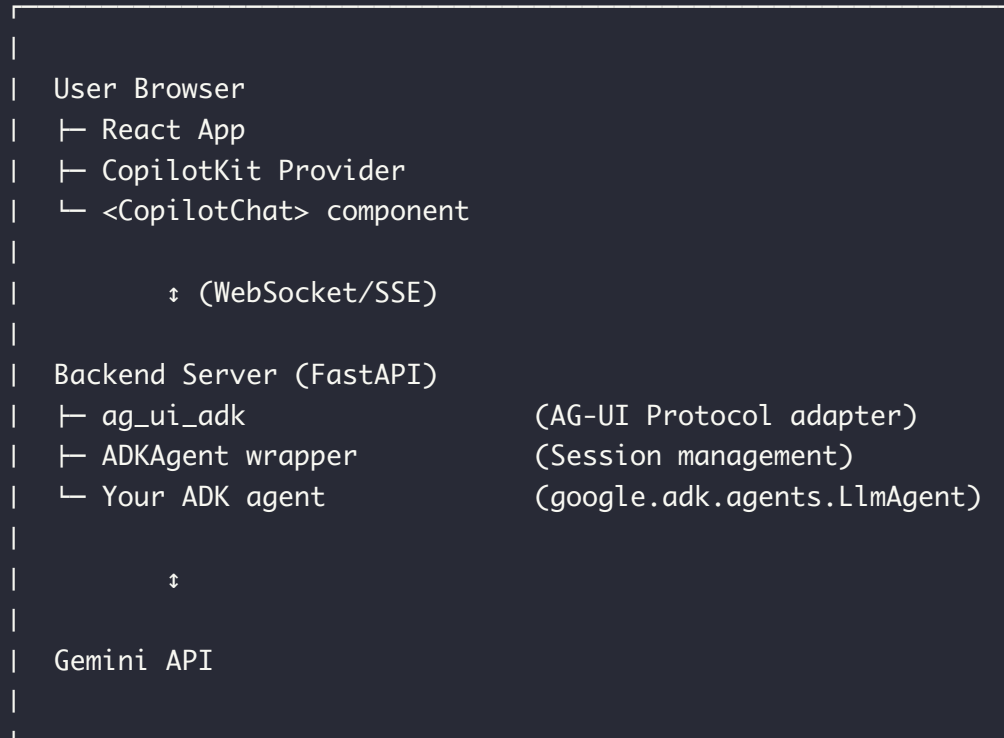 User Browser
├─ React App
├─ CopilotKit Provider
└─ <CopilotChat> component
↕ (WebSocket/SSE)
Backend Server (FastAPI)
├─ ag_ui_adk                  (AG-UI Protocol adapter)
├─ ADKAgent wrapper           (Session management)
└─ Your ADK agent             (google.adk.agents.LlmAgent)
↕
Gemini API